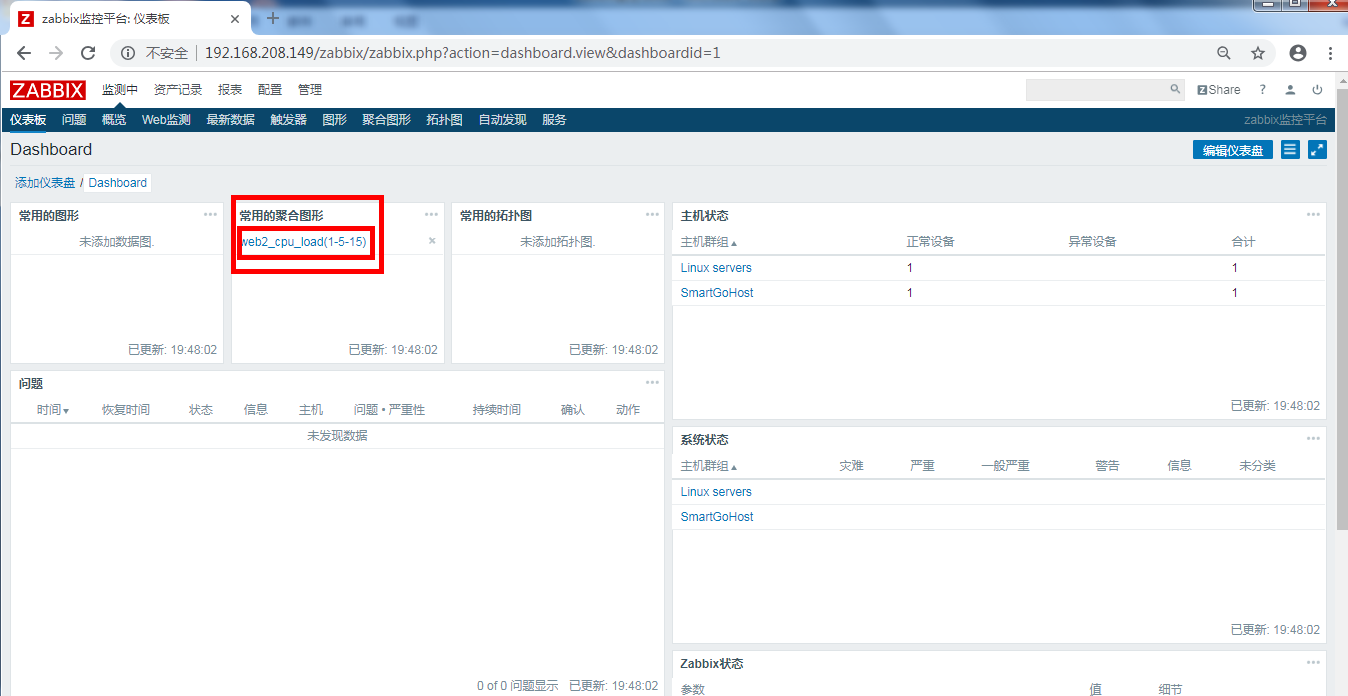 Z zabbix监控平台: 仪表板
不安全 192.168.208.149/zabbix/zabbix.php?action=dashboard.view&dashboardid=1
ZABBIX 监测中 资产记录 报表 配置 管理 Z Share ?
仪表板 问题 概览 Web监测 最新数据 触发器 图形 聚合图形 拓扑图 自动发现 服务 zabbix监控平台
Dashboard 编辑仪表盘
添加仪表盘 / Dashboard
常用的图形
未添加数据图.
已更新: 19:48:02
常用的聚合图形
web2_cpu_load(1-5-15)
已更新: 19:48:02
常用的拓扑图
未添加拓扑图.
已更新: 19:48:02
主机状态
主机群组 正常设备 异常设备 合计
Linux servers 1 1
SmartGoHost 1 1
已更新: 19:48:02
问题
时间 恢复时间 状态 信息 主机 问题 • 严重性 持续时间 确认 动作
未发现数据
0 of 0 问题显示 已更新: 19:48:02
系统状态
主机群组 灾难 严重 一般严重 警告 信息 未分类
Linux servers
SmartGoHost
已更新: 19:48:02
Zabbix状态
参数 值 细节